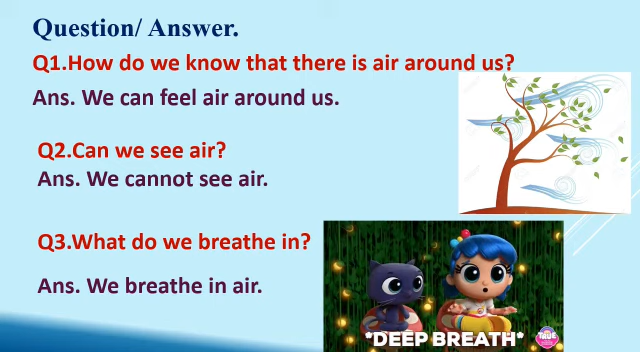 Question/ Answer.
Q1.How do we know that there is air around us?
Ans. We can feel air around us.
Q2.Can we see air?
Ans. We cannot see air.
Q3.What do we breathe in?
Ans. We breathe in air.
*DEEP BREATH*
TRUE